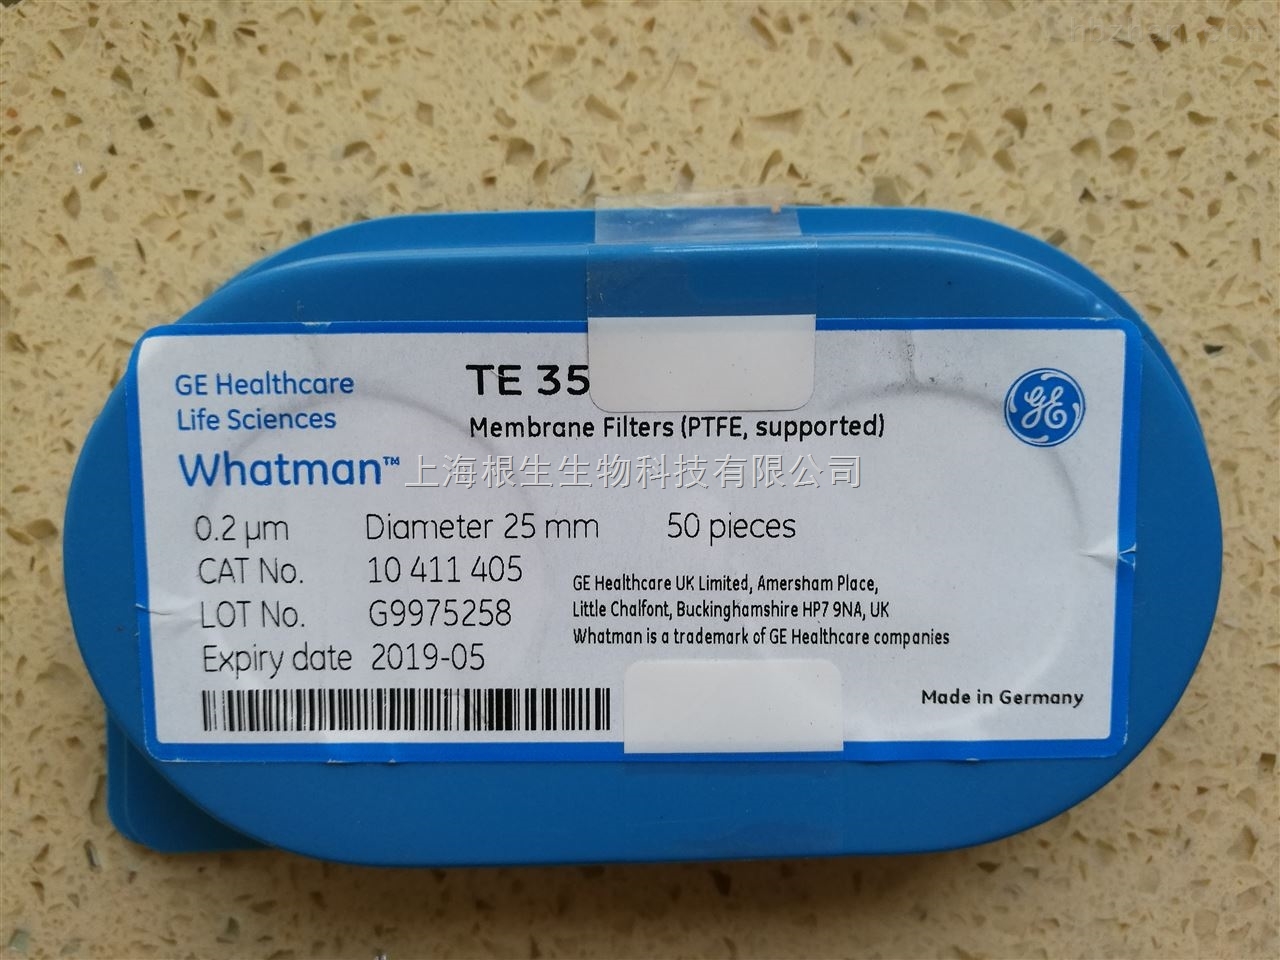 GE Healthcare
Life Sciences
Whatman™
TE 35
Membrane Filters (PTFE, supported)
GE
上海根生生物科技有限公司
0.2 µm Diameter 25 mm 50 pieces
CAT No. 10 411 405
LOT No. G9975258
Expiry date 2019-05
GE Healthcare UK Limited, Amersham Place,
Little Chalfont, Buckinghamshire HP7 9NA, UK
Whatman is a trademark of GE Healthcare companies
Made in Germany